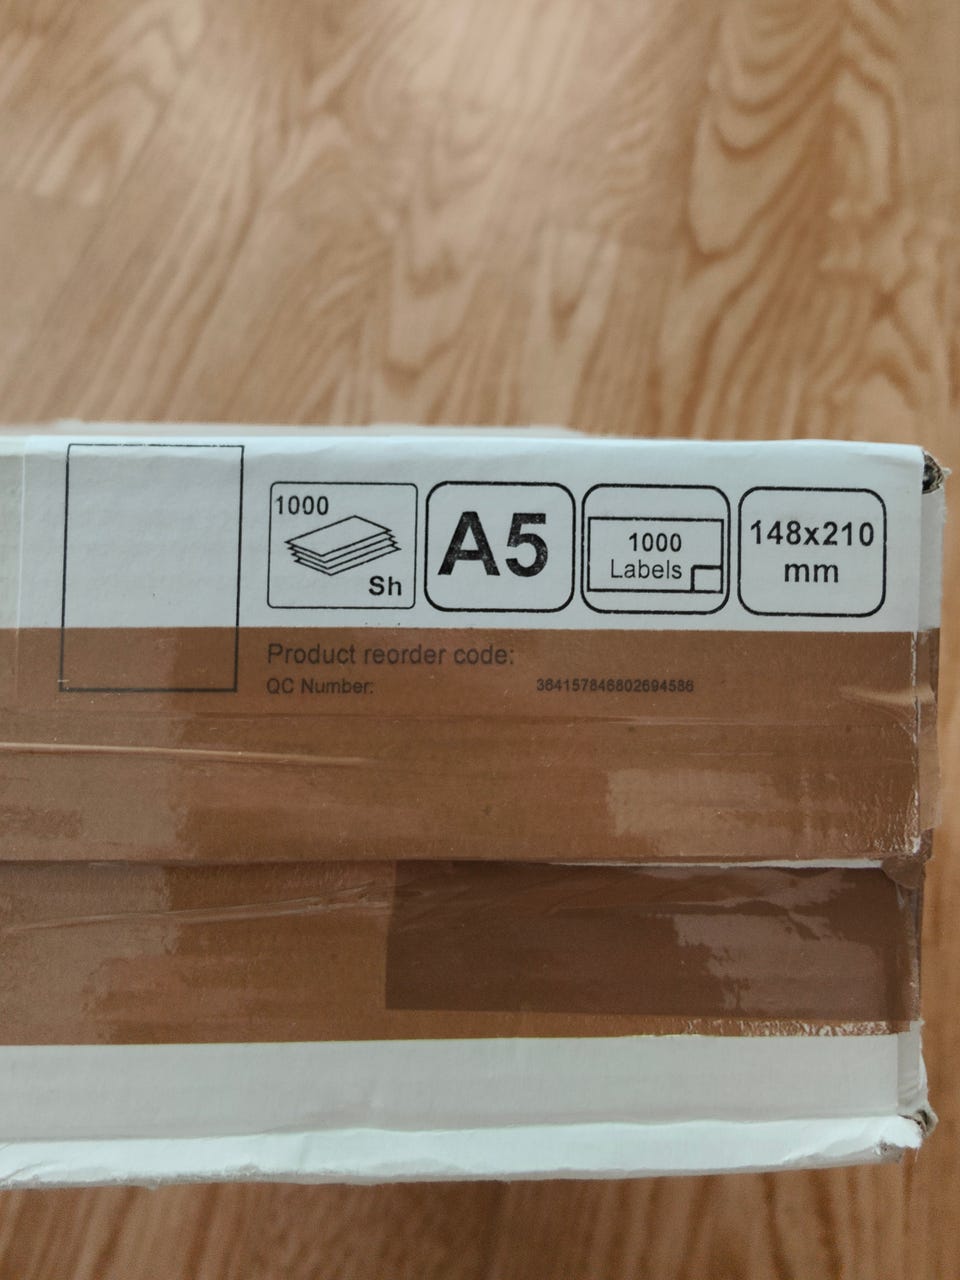 1000
Sh
A5
1000
Labels
148x210
mm
Product reorder code:
QC Number: 364157846802694586